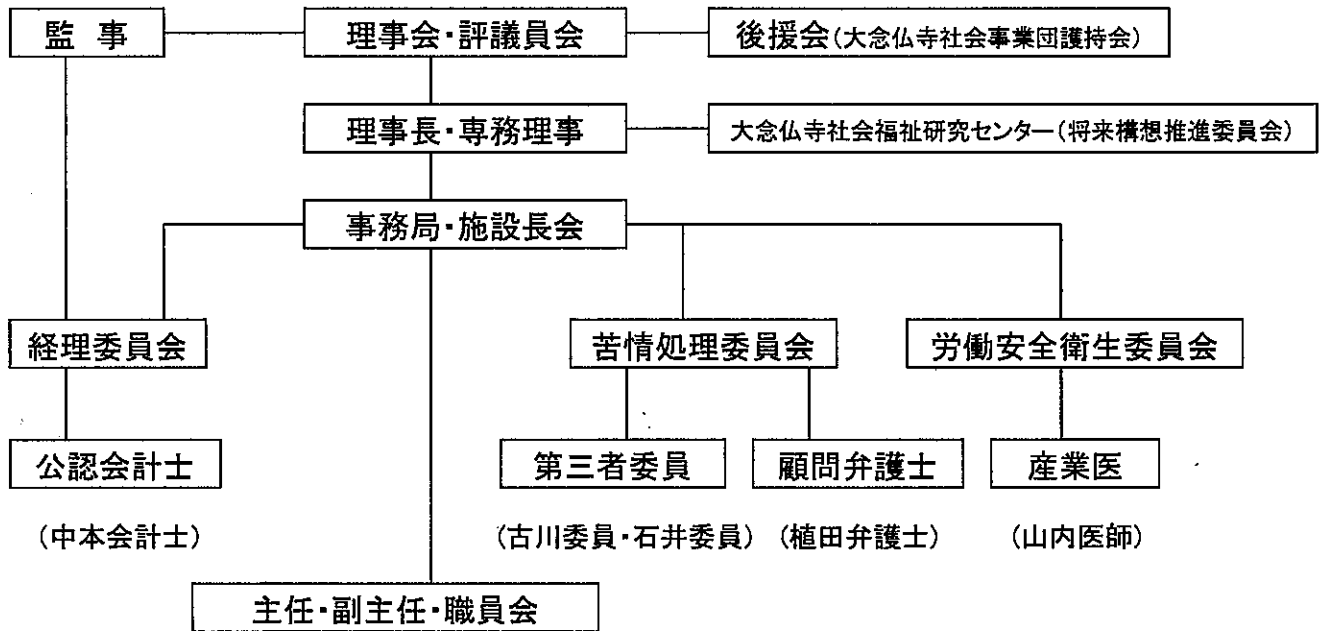 監 事
理事会・評議員会
後援会(大念仏寺社会事業団護持会)
理事長・専務理事
大念仏寺社会福祉研究センター(将来構想推進委員会)
事務局・施設長会
経理委員会
苦情処理委員会
労働安全衛生委員会
公認会計士
第三者委員
顧問弁護士
産業医
(中本会計士)
(古川委員・石井委員)
(植田弁護士)
(山内医師)
主任・副主任・職員会